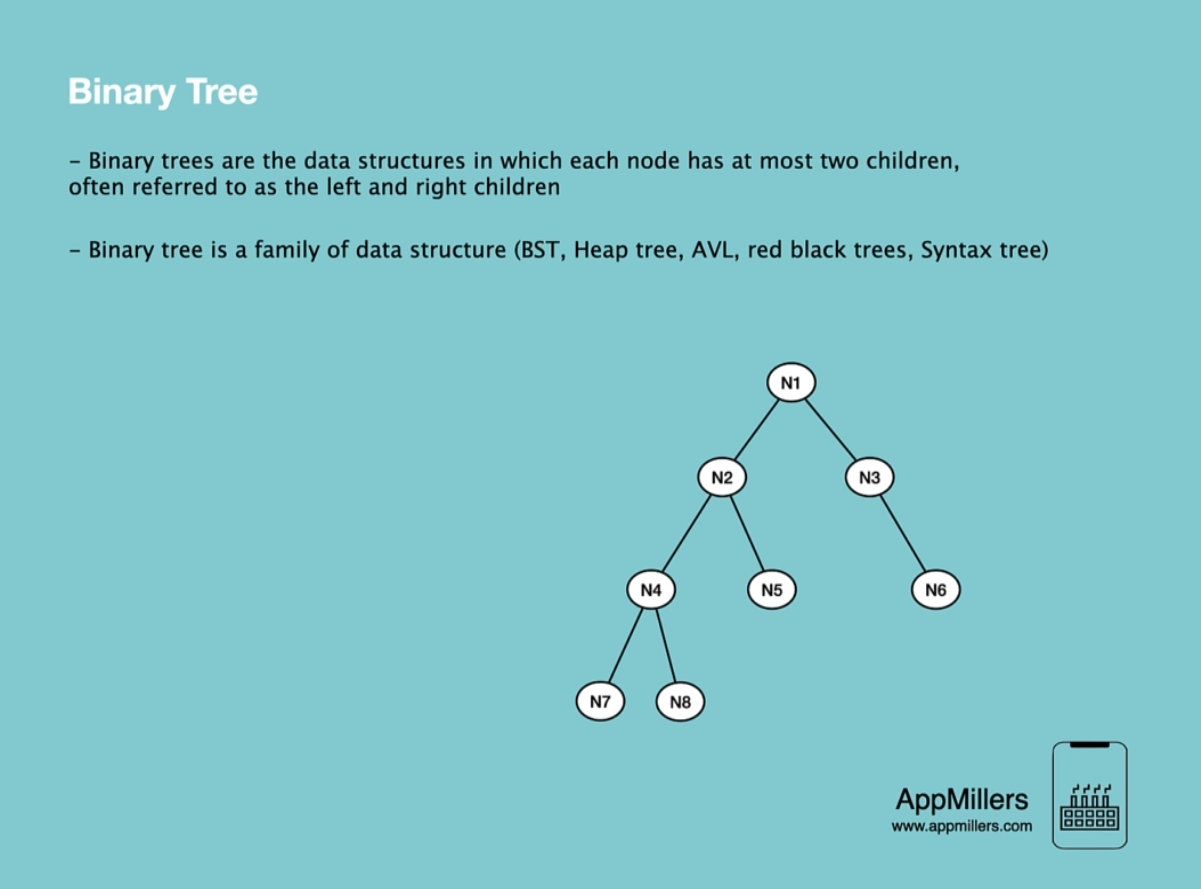 Binary Tree
– Binary trees are the data structures in which each node has at most two children,
often referred to as the left and right children
– Binary tree is a family of data structure (BST, Heap tree, AVL, red black trees, Syntax tree)
N1
N2
N3
N4
N5
N6
N7
N8
AppMillers
www.appmillers.com